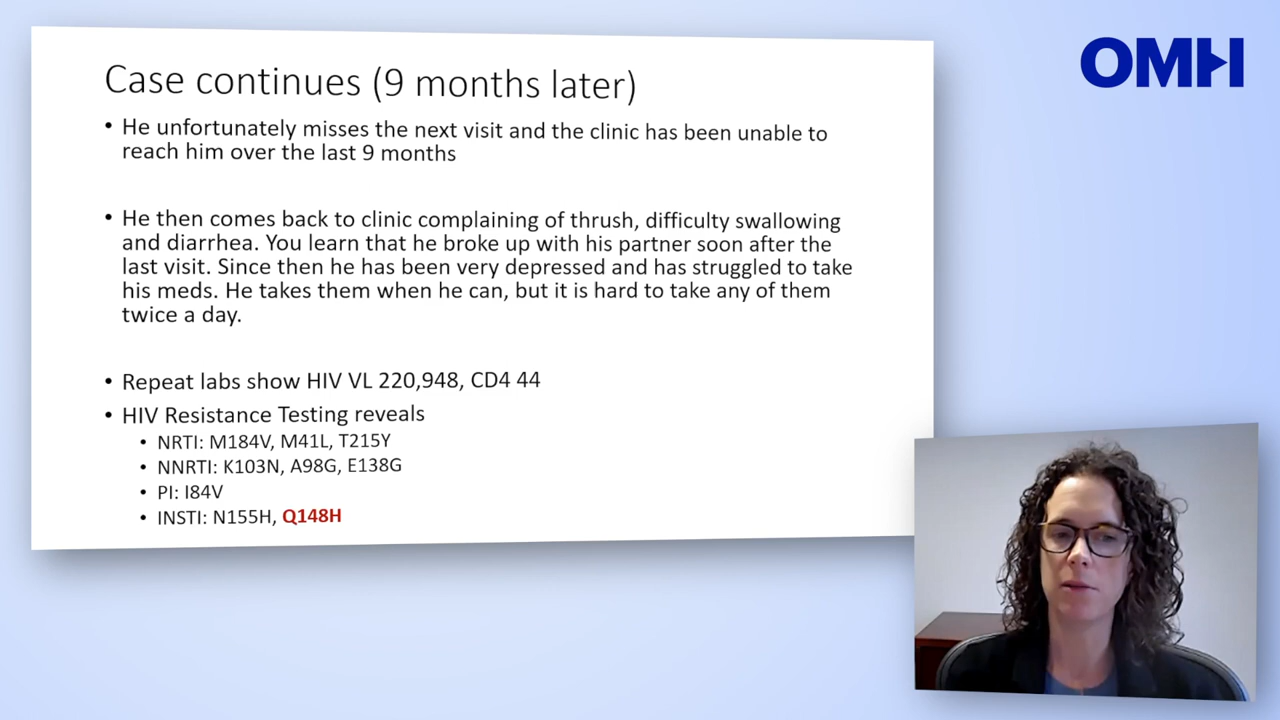 OMH
Case continues (9 months later)
• He unfortunately misses the next visit and the clinic has been unable to
reach him over the last 9 months
• He then comes back to clinic complaining of thrush, difficulty swallowing
and diarrhea. You learn that he broke up with his partner soon after the
last visit. Since then he has been very depressed and has struggled to take
his meds. He takes them when he can, but it is hard to take any of them
twice a day.
• Repeat labs show HIV VL 220,948, CD4 44
• HIV Resistance Testing reveals
• NRTI: M184V, M41L, T215Y
• NNRTI: K103N, A98G, E138G
• PI: I84V
• INSTI: N155H, Q148H